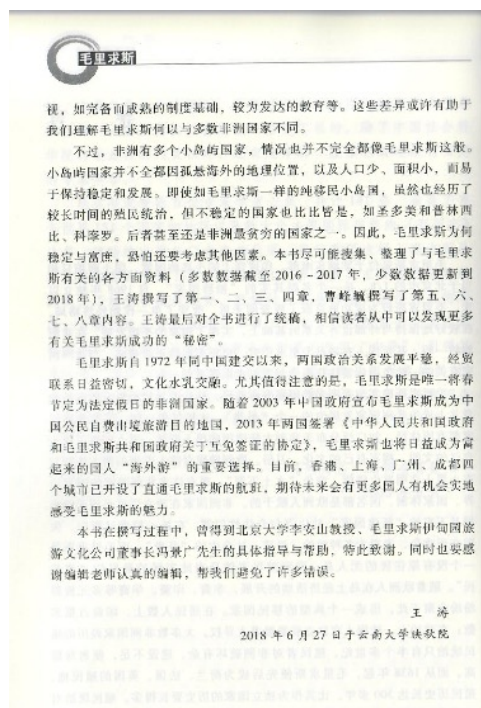 毛里求斯
视，如完备而成熟的制度基础，较为发达的教育等。这些差异或许有助于
我们理解毛里求斯何以与多数非洲国家不同。
不过，非洲有多个小岛屿国家，情况也并不完全都像毛里求斯这般。
小岛屿国家并不全都因孤悬海外的地理位置，以及人口少、面积小，而易
于保持稳定和发展。即使如毛里求斯一样的纯移民小岛国，虽然也经历了
较长时间的殖民统治，但不稳定的国家也比比皆是，如圣多美和普林西
比、科摩罗。后者甚至还是非洲最贫穷的国家之一。因此，毛里求斯为何
稳定与富庶，恐怕还要考虑其他因素。本书尽可能搜集、整理了与毛里求
斯有关的各方面资料（多数数据截至2016－2017年，少数数据更新到
2018年），王涛撰写了第一、二、三、四章，曹峰毓撰写了第五、六、
七、八章内容。王涛最后对全书进行了统稿，相信读者从中可以发现更多
有关毛里求斯成功的“秘密”。
毛里求斯自1972年同中国建交以来，两国政治关系发展平稳，经贸
联系日益密切，文化水乳交融。尤其值得注意的是，毛里求斯是唯一将春
节定为法定假日的非洲国家。随着2003年中国政府宣布毛里求斯成为中
国公民自费出境旅游目的地国，2013年两国签署《中华人民共和国政府
和毛里求斯共和国政府关于互免签证的协定》，毛里求斯也将日益成为富
起来的国人“海外游”的重要选择。目前，香港、上海、广州、成都四
个城市已开设了直通毛里求斯的航班，期待未来会有更多国人有机会实地
感受毛里求斯的魅力。
本书在撰写过程中，曾得到北京大学李安山教授、毛里求斯伊甸园旅
游文化公司董事长冯景广先生的具体指导与帮助，特此致谢。同时也要感
谢编辑老师认真的编辑，帮我们避免了许多错误。
王 涛
2018年6月27日于云南大学映秋院